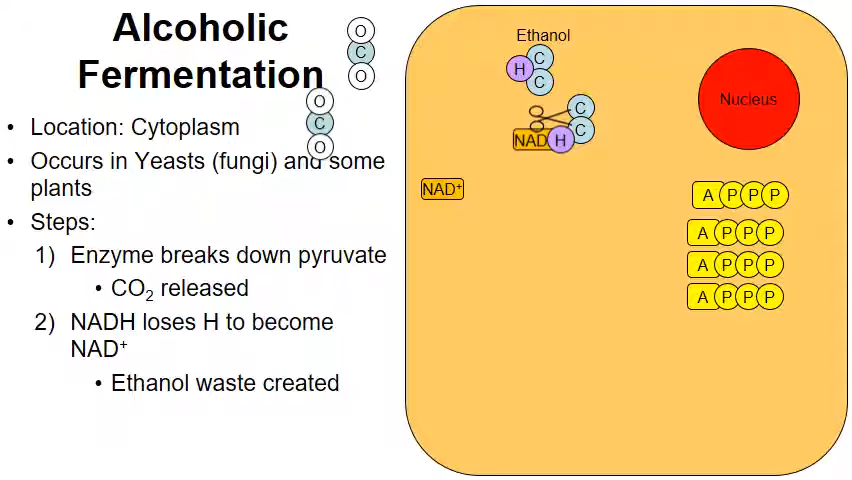 Alcoholic
Fermentation
O
C
O
O
C
O
• Location: Cytoplasm
• Occurs in Yeasts (fungi) and some
plants
• Steps:
1) Enzyme breaks down pyruvate
• CO₂ released
2) NADH loses H to become
NAD⁺
• Ethanol waste created
Ethanol
H C
C
C
C
NAD H
NAD⁺
Nucleus
A P P P
A P P P
A P P P
A P P P